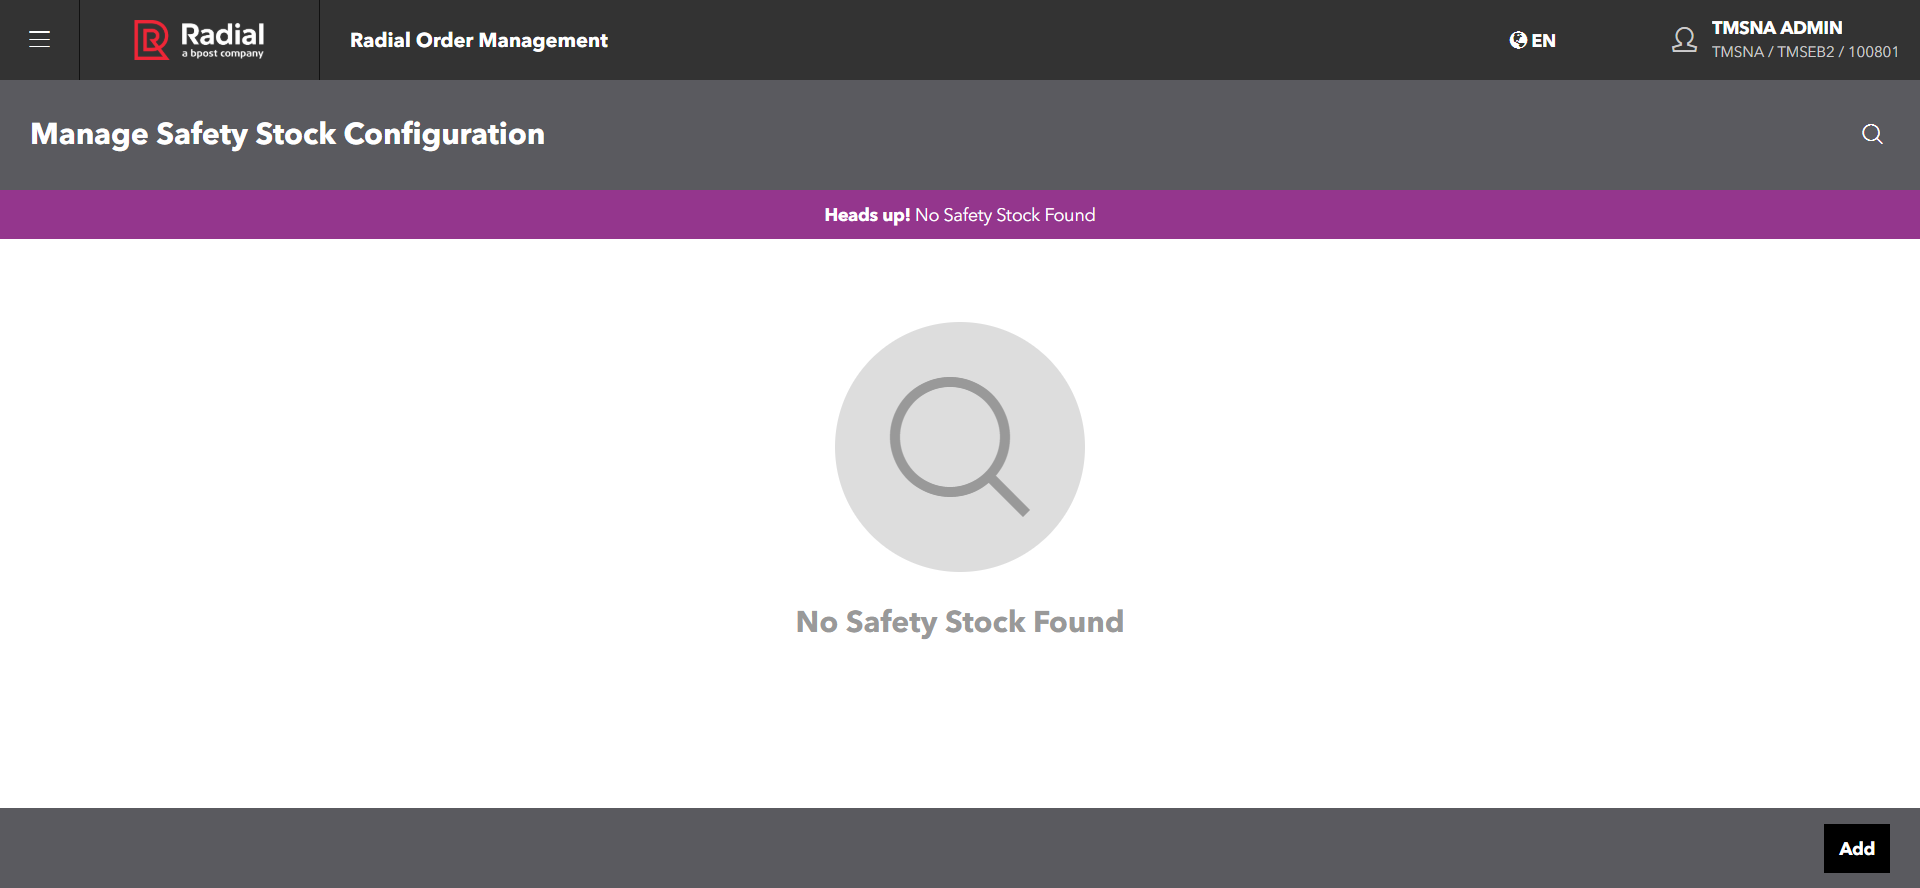 Radial
a bpost company
Radial Order Management
EN
TMSNA ADMIN
TMSNA / TMSEB2 / 100801
Manage Safety Stock Configuration
Heads up! No Safety Stock Found
No Safety Stock Found
Add